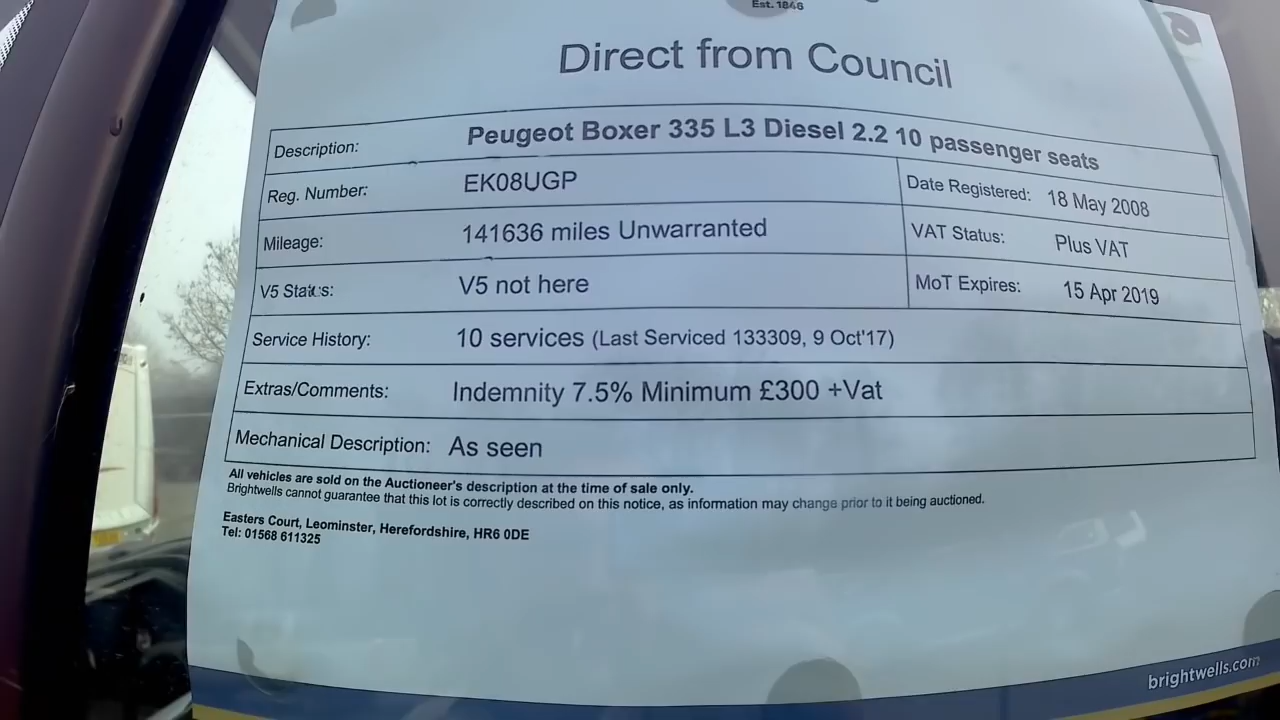 Est. 1846
Direct from Council
Description: Peugeot Boxer 335 L3 Diesel 2.2 10 passenger seats
Reg. Number: EK08UGP Date Registered: 18 May 2008
Mileage: 141636 miles Unwarranted VAT Status: Plus VAT
V5 Status: V5 not here MoT Expires: 15 Apr 2019
Service History: 10 services (Last Serviced 133309, 9 Oct'17)
Extras/Comments: Indemnity 7.5% Minimum £300 +Vat
Mechanical Description: As seen
All vehicles are sold on the Auctioneer's description at the time of sale only.
Brightwells cannot guarantee that this lot is correctly described on this notice, as information may change prior to it being auctioned.
Easters Court, Leominster, Herefordshire, HR6 0DE
Tel: 01568 611325
brightwells.com